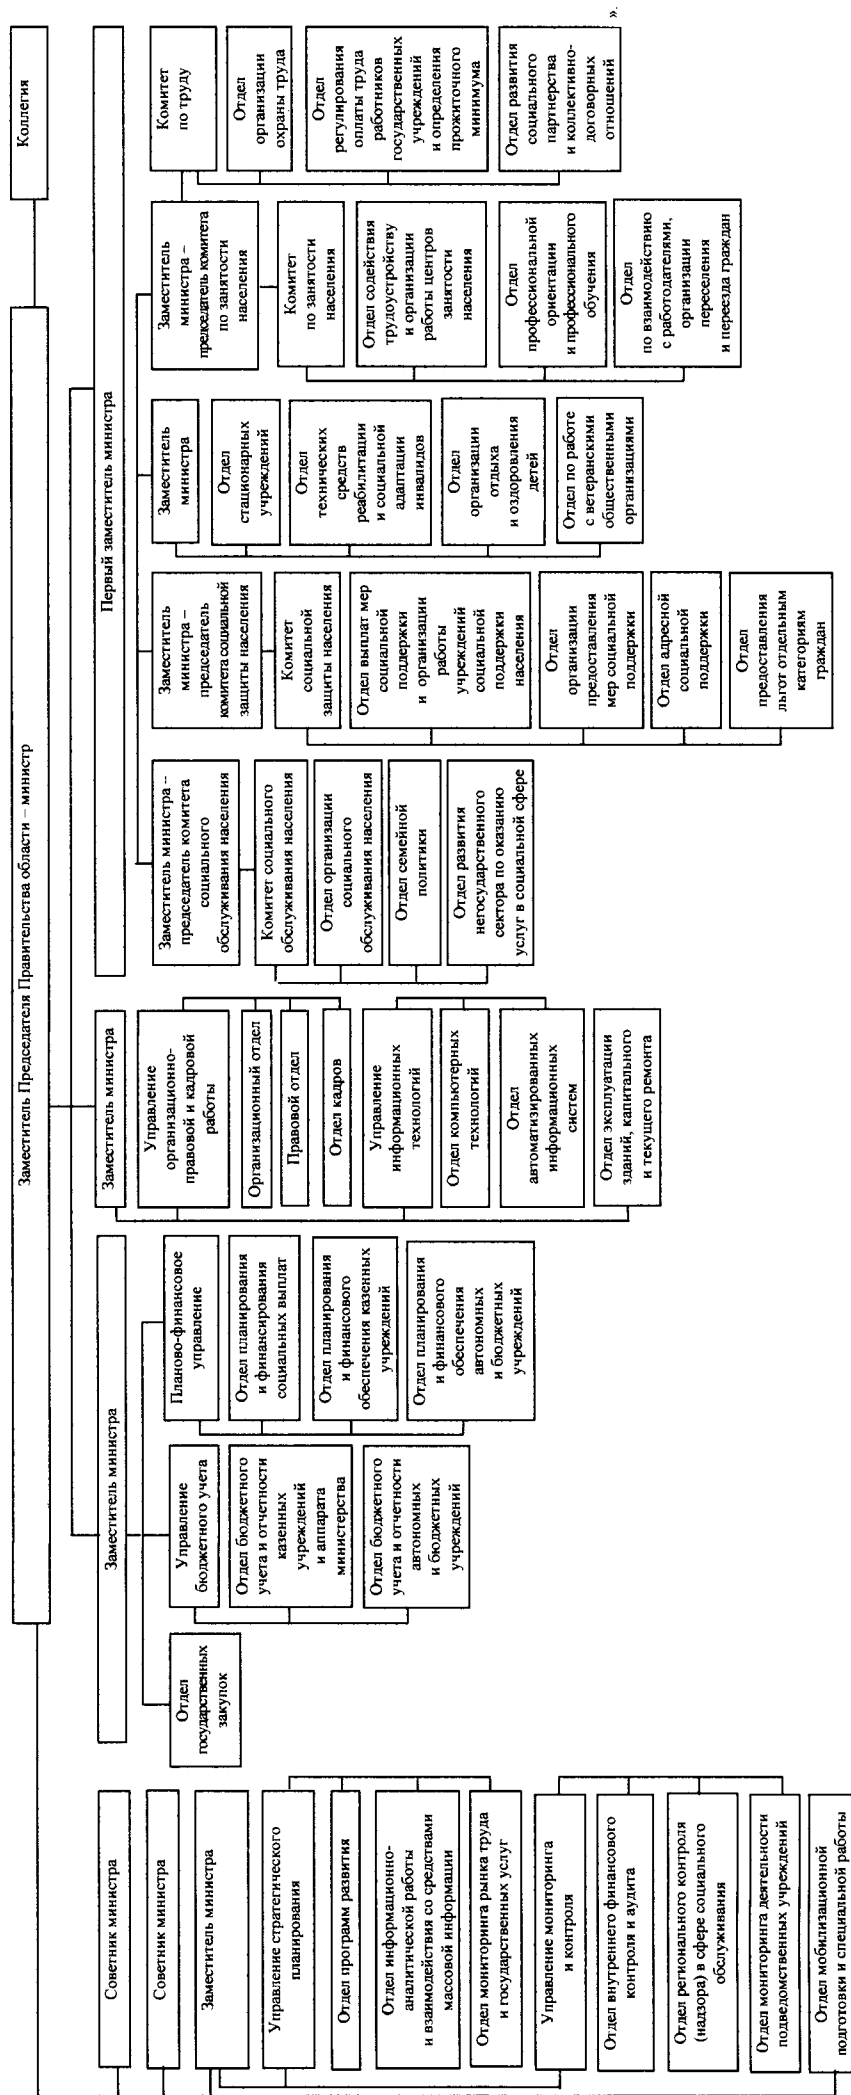 Заместитель Председателя Правительства области – министр
Коллегия
Советник министра
Советник министра
Заместитель министра
Управление стратегического
планирования
Отдел программ развития
Отдел информационно-
аналитической работы
и взаимодействия со средствами
массовой информации
Отдел мониторинга рынка труда
и государственных услуг
Управление мониторинга
и контроля
Отдел внутреннего финансового
контроля и аудита
Отдел регионального контроля
(надзора) в сфере социального
обслуживания
Отдел мониторинга деятельности
подведомственных учреждений
Отдел мобилизационной
подготовки и специальной работы
Заместитель министра
Отдел
государственных
закупок
Управление
бюджетного учета
Отдел бюджетного
учета и отчетности
казенных
учреждений
и аппарата
министерства
Отдел бюджетного
учета и отчетности
автономных
и бюджетных
учреждений
Планово-финансовое
управление
Отдел планирования
и финансирования
социальных выплат
Отдел планирования
и финансового
обеспечения казенных
учреждений
Отдел планирования
и финансового
обеспечения
автономных
и бюджетных
учреждений
Заместитель министра
Управление
организационно-
правовой и кадровой
работы
Организационный отдел
Правовой отдел
Отдел кадров
Управление
информационных
технологий
Отдел компьютерных
технологий
Отдел
автоматизированных
информационных
систем
Отдел эксплуатации
зданий, капитального
и текущего ремонта
Первый заместитель министра
Заместитель министра –
председатель комитета
социального
обслуживания населения
Комитет социального
обслуживания населения
Отдел организации
социального
обслуживания населения
Отдел семейной
политики
Отдел развития
негосударственного
сектора по оказанию
услуг в социальной сфере
Заместитель
министра –
председатель
комитета социальной
защиты населения
Комитет
социальной
защиты населения
Отдел выплат мер
социальной
поддержки
и организации
работы
учреждений
социальной
поддержки
населения
Отдел
организации
предоставления
мер социальной
поддержки
Отдел адресной
социальной
поддержки
Отдел
предоставления
льгот отдельным
категориям
граждан
Заместитель
министра
Отдел
стационарных
учреждений
Отдел
технических
средств
реабилитации
и социальной
адаптации
инвалидов
Отдел
организации
отдыха
и оздоровления
детей
Отдел по работе
с ветеранскими
общественными
организациями
Заместитель
министра –
председатель комитета
по занятости
населения
Комитет
по занятости
населения
Отдел содействия
трудоустройству
и организации
работы центров
занятости
населения
Отдел
профессиональной
ориентации
и профессионального
обучения
Отдел
по взаимодействию
с работодателями,
организации
переселения
и переезда граждан
Комитет
по труду
Отдел
организации
охраны труда
Отдел
регулирования
оплаты труда
работников
государственных
учреждений
и определения
прожиточного
минимума
Отдел развития
социального
партнерства
и коллективно-
договорных
отношений
».